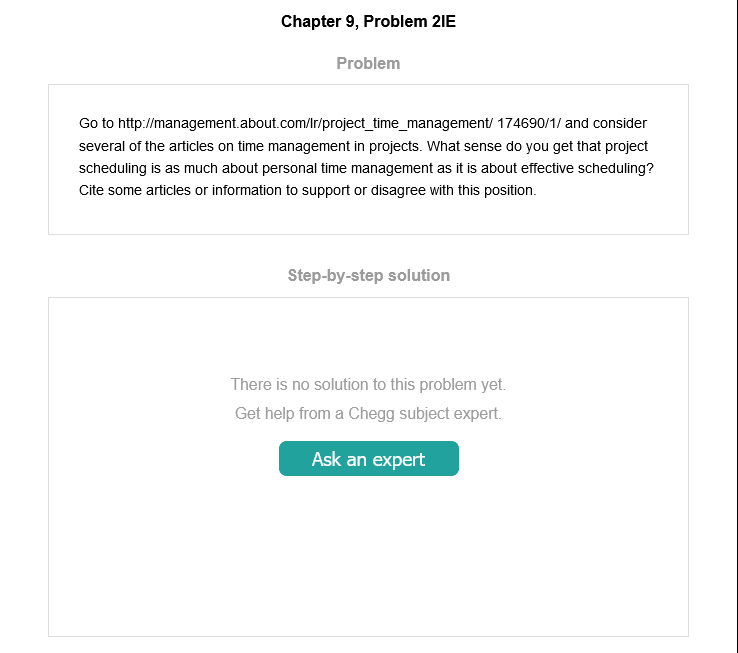 Chapter 9, Problem 2IE
Problem
Go to http://management.about.com/lr/project_time_management/ 174690/1/ and consider
several of the articles on time management in projects. What sense do you get that project
scheduling is as much about personal time management as it is about effective scheduling?
Cite some articles or information to support or disagree with this position.
Step-by-step solution
There is no solution to this problem yet.
Get help from a Chegg subject expert.
Ask an expert